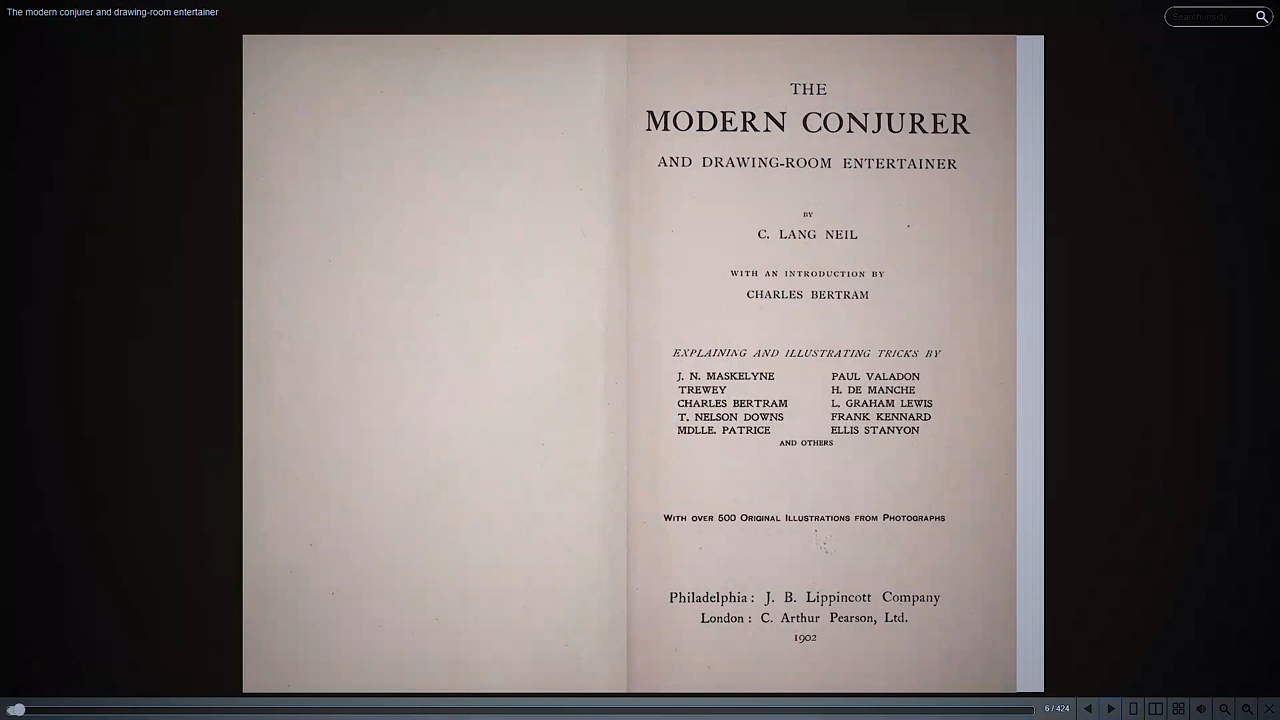 The modern conjurer and drawing-room entertainer
Search inside
THE
MODERN CONJURER
AND DRAWING-ROOM ENTERTAINER
BY
C. LANG NEIL
WITH AN INTRODUCTION BY
CHARLES BERTRAM
EXPLAINING AND ILLUSTRATING TRICKS BY
J. N. MASKELYNE PAUL VALADON
TREWEY H. DE MANCHE
CHARLES BERTRAM L. GRAHAM LEWIS
T. NELSON DOWNS FRANK KENNARD
MDLLE. PATRICE ELLIS STANYON
AND OTHERS
WITH OVER 500 ORIGINAL ILLUSTRATIONS FROM PHOTOGRAPHS
Philadelphia: J. B. Lippincott Company
London: C. Arthur Pearson, Ltd.
1902
6 / 424